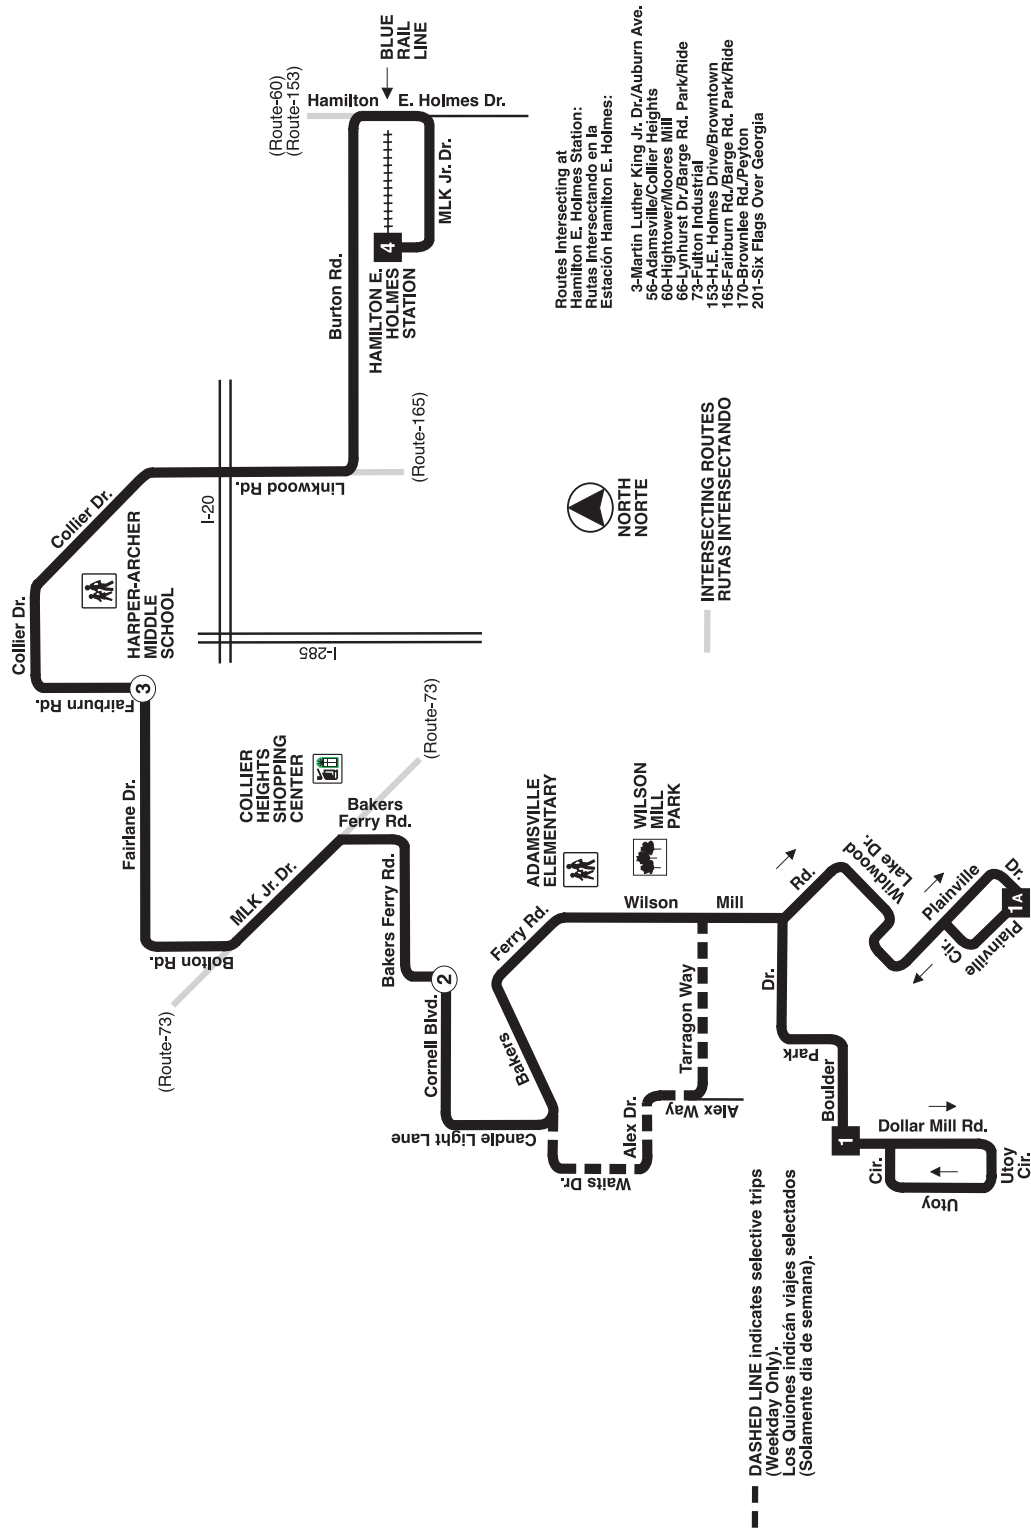 (Route-60)
(Route-153)
Hamilton E. Holmes Dr.
BLUE
RAIL
LINE
MLK Jr. Dr.
4
HAMILTON E.
HOLMES
STATION
Burton Rd.
(Route-165)
Linkwood Rd.
I-20
I-285
Collier Dr.
Collier Dr.
HARPER-ARCHER
MIDDLE
SCHOOL
Fairburn Rd.
3
Fairlane Dr.
COLLIER
HEIGHTS
SHOPPING
CENTER
(Route-73)
Bakers
Ferry Rd.
MLK Jr. Dr.
Bolton Rd.
(Route-73)
Bakers Ferry Rd.
2
Cornell Blvd.
Candle Light Lane
Bakers
Ferry Rd.
ADAMSVILLE
ELEMENTARY
WILSON
MILL
PARK
Wilson
Mill
Rd.
Wildwood
Lake Dr.
Plainville
Dr.
1A
Plainville
Cir.
Tarragon Way
Alex Way
Alex Dr.
Waits Dr.
Dr.
Park
Boulder
1
Dollar Mill Rd.
Cir.
Utoy
Utoy
Cir.
Routes Intersecting at
Hamilton E. Holmes Station:
Rutas Intersectando en la
Estación Hamilton E. Holmes:
3-Martin Luther King Jr. Dr./Auburn Ave.
56-Adamsville/Collier Heights
60-Hightower/Moores Mill
66-Lynhurst Dr./Barge Rd. Park/Ride
73-Fulton Industrial
153-H.E. Holmes Drive/Browntown
165-Fairburn Rd./Barge Rd. Park/Ride
170-Brownlee Rd./Peyton
201-Six Flags Over Georgia
NORTH
NORTE
INTERSECTING ROUTES
RUTAS INTERSECTANDO
DASHED LINE indicates selective trips
(Weekday Only).
Los Quiones indicán viajes selectados
(Solamente dia de semana).